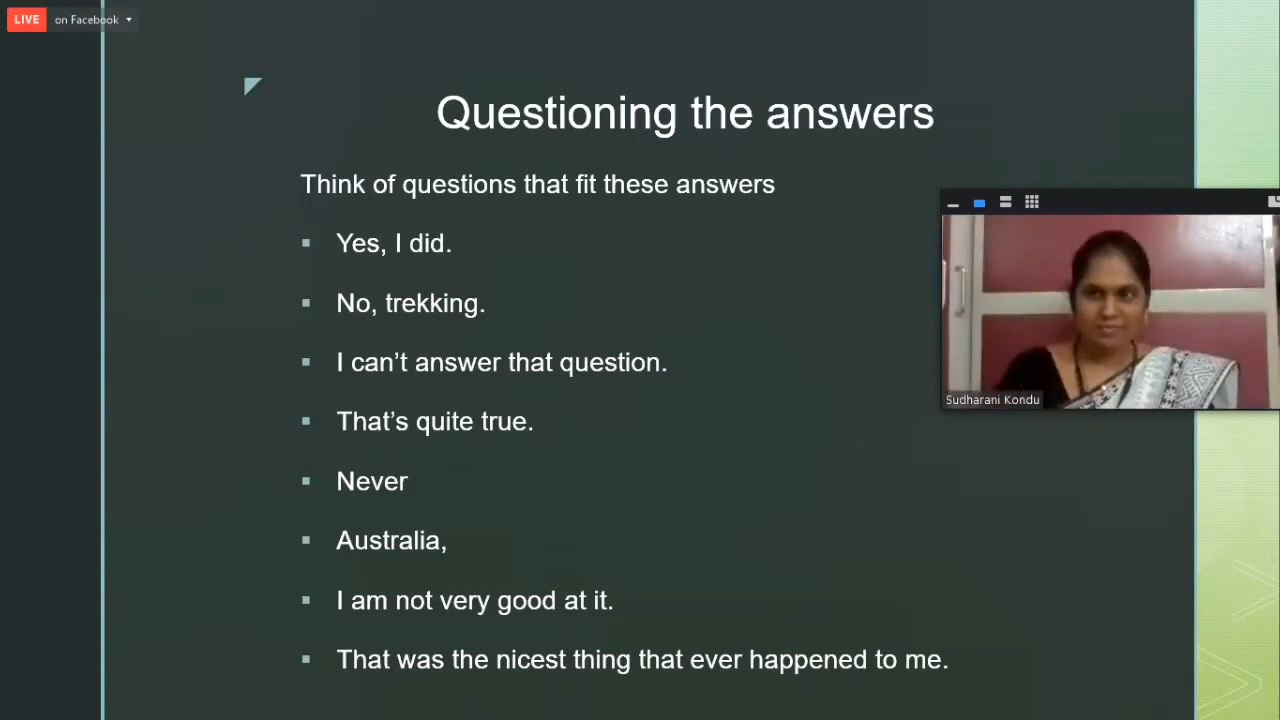 LIVE on Facebook
Questioning the answers
Think of questions that fit these answers
▪ Yes, I did.
▪ No, trekking.
▪ I can’t answer that question.
▪ That’s quite true.
▪ Never
▪ Australia,
▪ I am not very good at it.
▪ That was the nicest thing that ever happened to me.
Sudharani Kondu